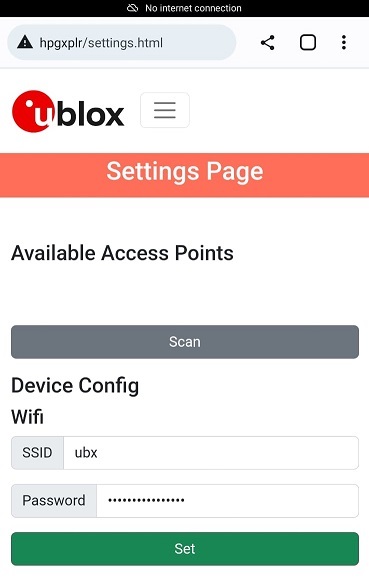 No internet connection
hpgxplr/settings.html
ublox
Settings Page
Available Access Points
Scan
Device Config
Wifi
SSID ubx
Password ••••••••••••••••
Set